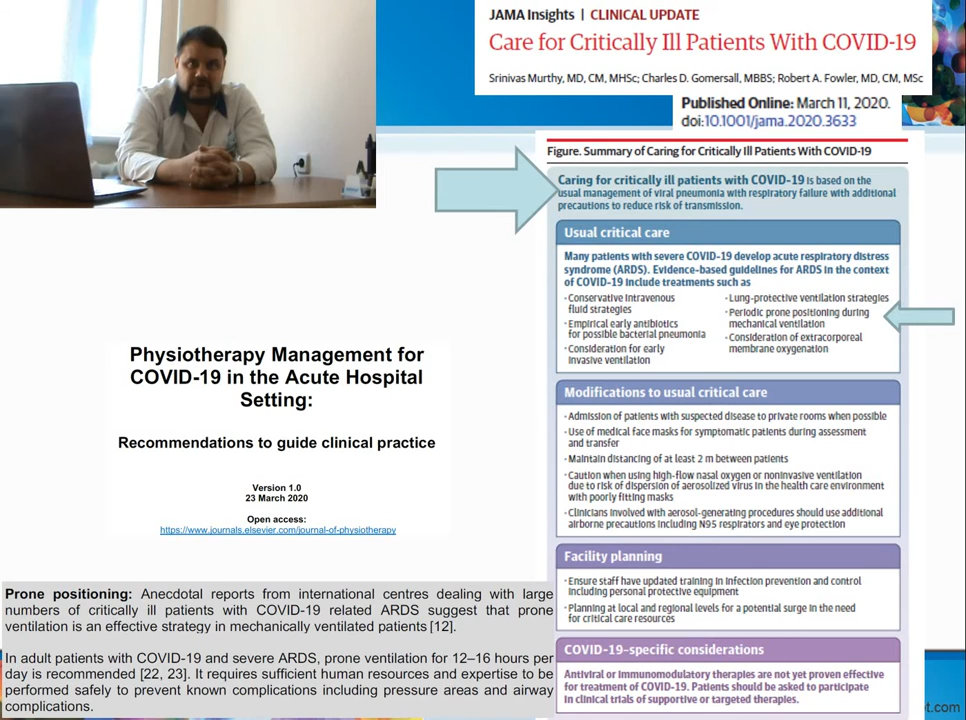 JAMA Insights | CLINICAL UPDATE
Care for Critically Ill Patients With COVID-19
Srinivas Murthy, MD, CM, MHSc; Charles D. Gomersall, MBBS; Robert A. Fowler, MD, CM, MSc
Published Online: March 11, 2020.
doi:10.1001/jama.2020.3633
Figure. Summary of Caring for Critically Ill Patients With COVID-19
Caring for critically ill patients with COVID-19 is based on the
usual management of viral pneumonia with respiratory failure with additional
precautions to reduce risk of transmission.
Usual critical care
Many patients with severe COVID-19 develop acute respiratory distress
syndrome (ARDS). Evidence-based guidelines for ARDS in the context
of COVID-19 include treatments such as
· Conservative intravenous
fluid strategies
· Empirical early antibiotics
for possible bacterial pneumonia
· Consideration for early
invasive ventilation
· Lung-protective ventilation strategies
· Periodic prone positioning during
mechanical ventilation
· Consideration of extracorporeal
membrane oxygenation
Modifications to usual critical care
· Admission of patients with suspected disease to private rooms when possible
· Use of medical face masks for symptomatic patients during assessment
and transfer
· Maintain distancing of at least 2 m between patients
· Caution when using high-flow nasal oxygen or noninvasive ventilation
due to risk of dispersion of aerosolized virus in the health care environment
with poorly fitting masks
· Clinicians involved with aerosol-generating procedures should use additional
airborne precautions including N95 respirators and eye protection
Facility planning
· Ensure staff have updated training in infection prevention and control
including personal protective equipment
· Planning at local and regional levels for a potential surge in the need
for critical care resources
COVID-19-specific considerations
Antiviral or immunomodulatory therapies are not yet proven effective
for treatment of COVID-19. Patients should be asked to participate
in clinical trials of supportive or targeted therapies.
Physiotherapy Management for
COVID-19 in the Acute Hospital
Setting:
Recommendations to guide clinical practice
Version 1.0
23 March 2020
Open access:
https://www.journals.elsevier.com/journal-of-physiotherapy
Prone positioning: Anecdotal reports from international centres dealing with large
numbers of critically ill patients with COVID-19 related ARDS suggest that prone
ventilation is an effective strategy in mechanically ventilated patients [12].
In adult patients with COVID-19 and severe ARDS, prone ventilation for 12–16 hours per
day is recommended [22, 23]. It requires sufficient human resources and expertise to be
performed safely to prevent known complications including pressure areas and airway
complications.
ot.com